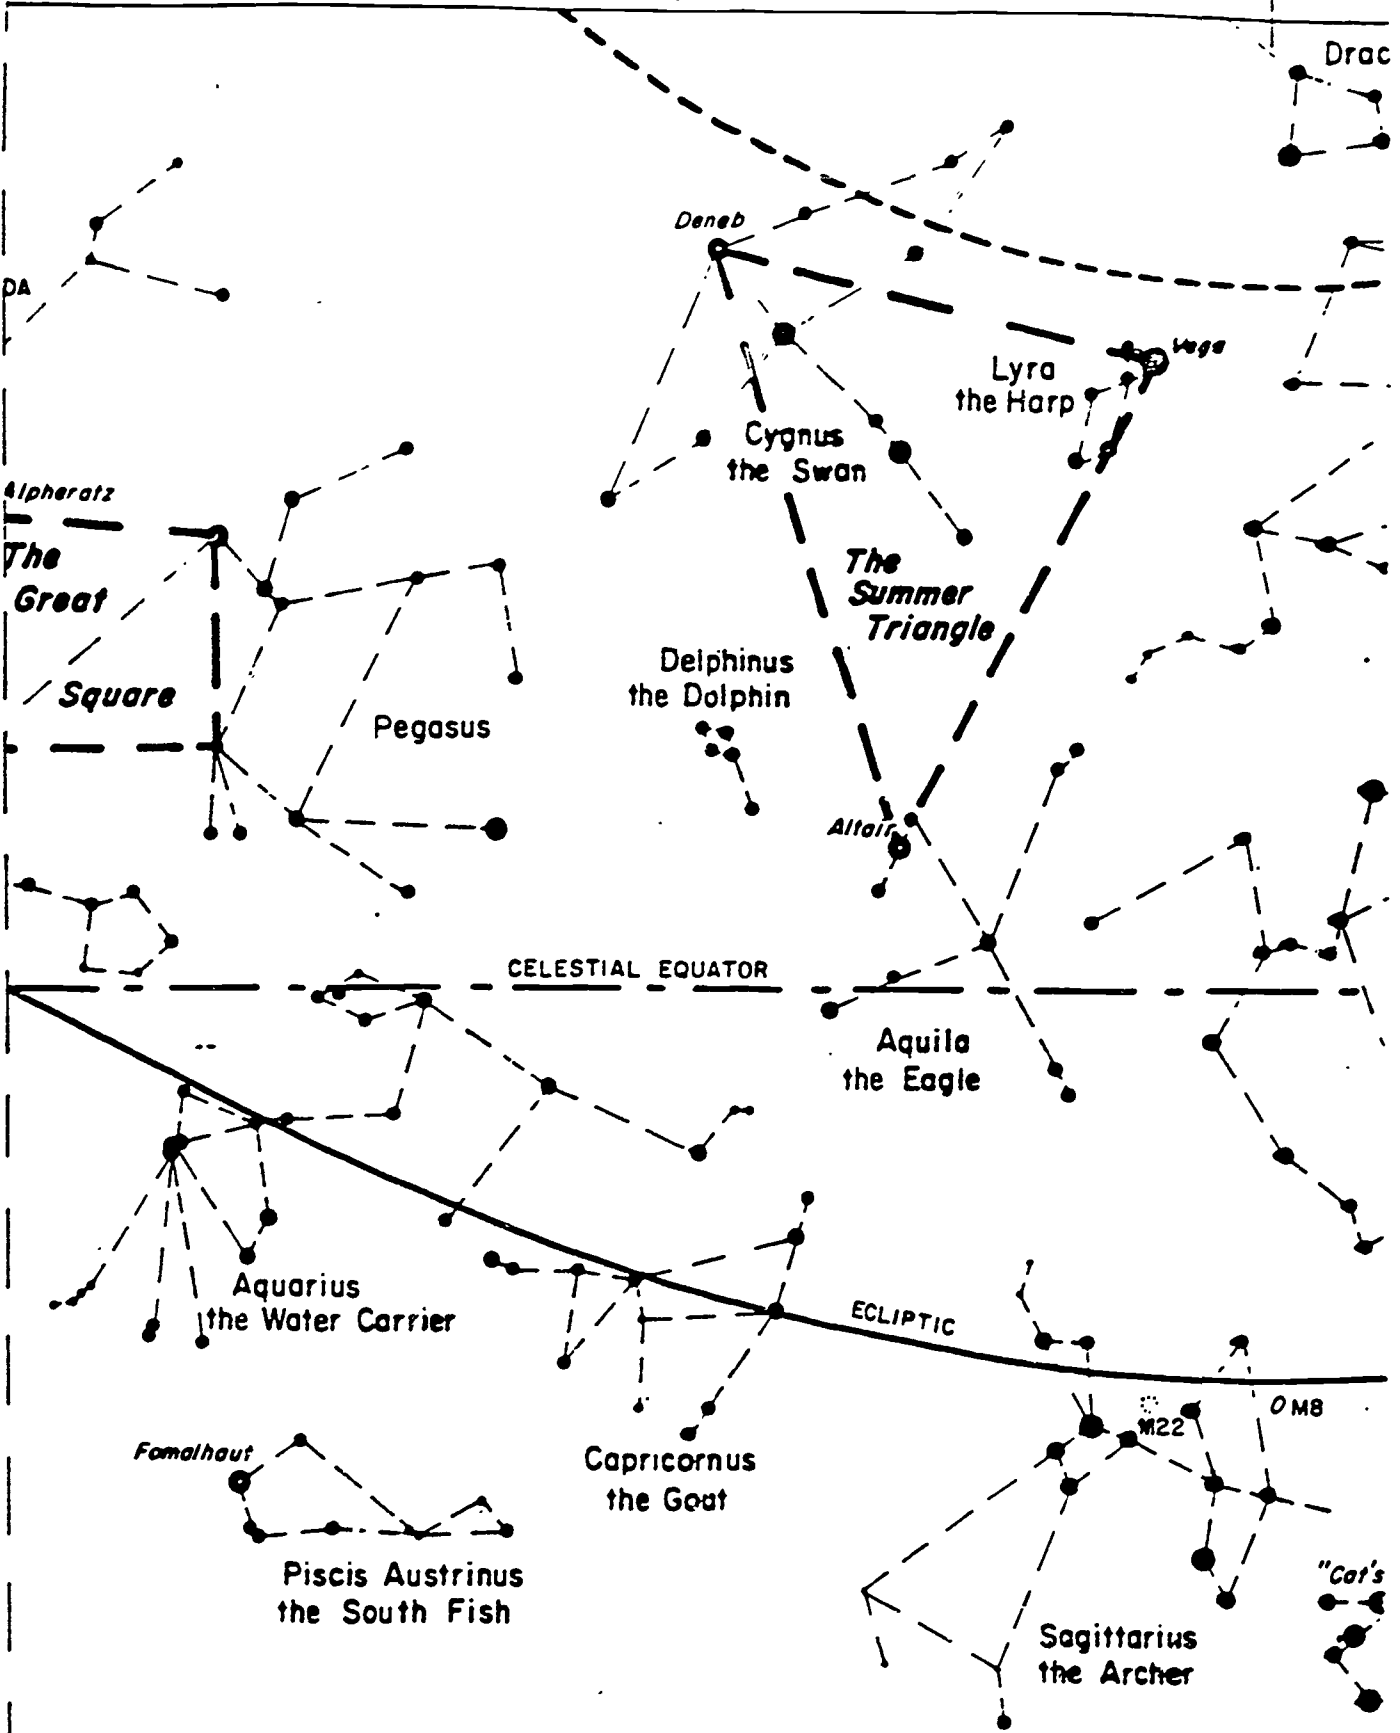 Drac
Deneb
DA
Vega
Lyra
the Harp
Cygnus
the Swan
Alpheratz
The
Great
Square
The
Summer
Triangle
Delphinus
the Dolphin
Pegasus
Altair
CELESTIAL EQUATOR
Aquila
the Eagle
Aquarius
the Water Carrier
ECLIPTIC
M8
M22
Fomalhaut
Capricornus
the Goat
Piscis Austrinus
the South Fish
"Cat's
Sagittarius
the Archer